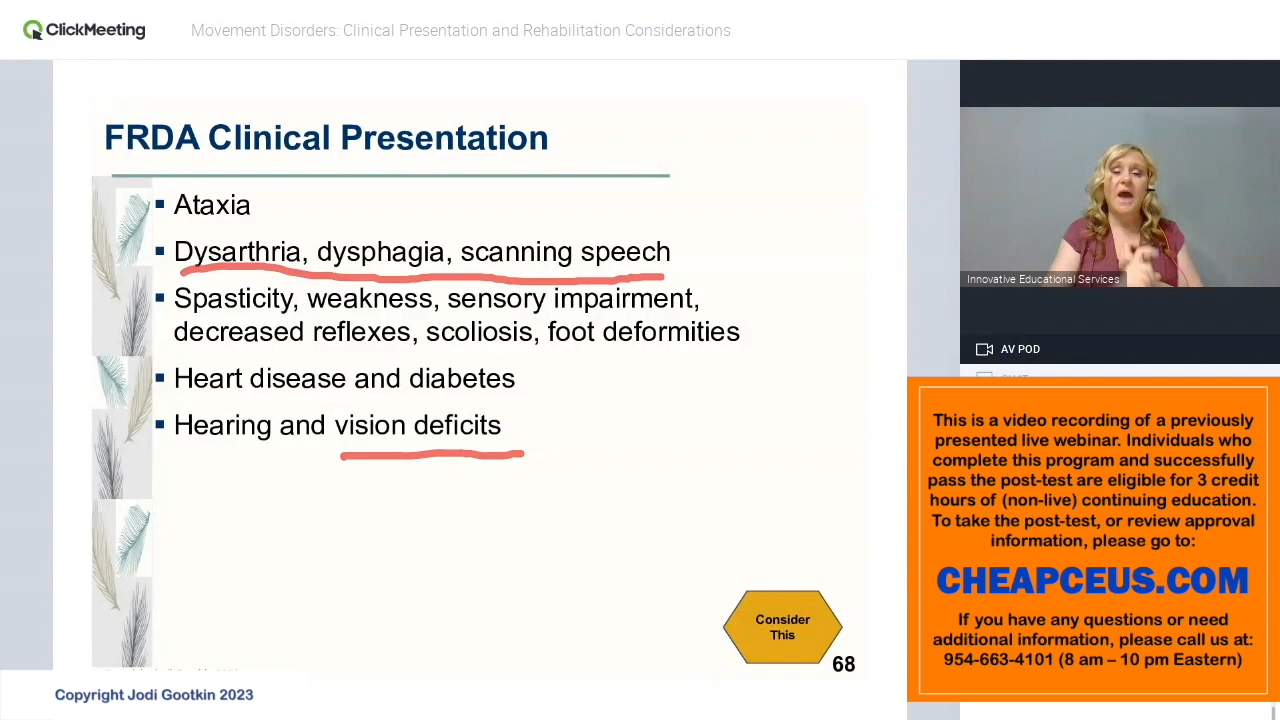 ClickMeeting
Movement Disorders: Clinical Presentation and Rehabilitation Considerations
FRDA Clinical Presentation
▪ Ataxia
▪ Dysarthria, dysphagia, scanning speech
▪ Spasticity, weakness, sensory impairment,
decreased reflexes, scoliosis, foot deformities
▪ Heart disease and diabetes
▪ Hearing and vision deficits
Consider
This
68
Copyright Jodi Gootkin 2023
Innovative Educational Services
AV POD
This is a video recording of a previously
presented live webinar. Individuals who
complete this program and successfully
pass the post-test are eligible for 3 credit
hours of (non-live) continuing education.
To take the post-test, or review approval
information, please go to:
CHEAPCEUS.COM
If you have any questions or need
additional information, please call us at:
954-663-4101 (8 am – 10 pm Eastern)